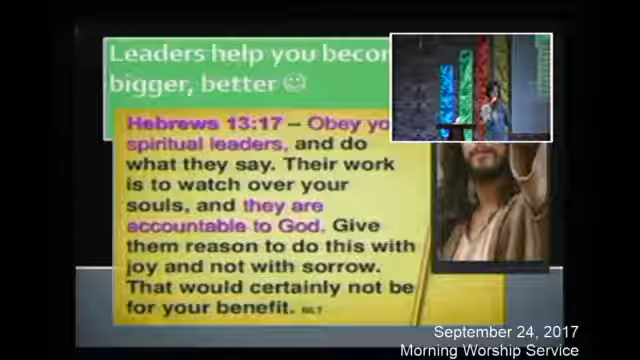 Leaders help you becom
bigger, better ☺
Hebrews 13:17 – Obey yo
spiritual leaders, and do
what they say. Their work
is to watch over your
souls, and they are
accountable to God. Give
them reason to do this with
joy and not with sorrow.
That would certainly not be
for your benefit.
September 24, 2017
Morning Worship Service